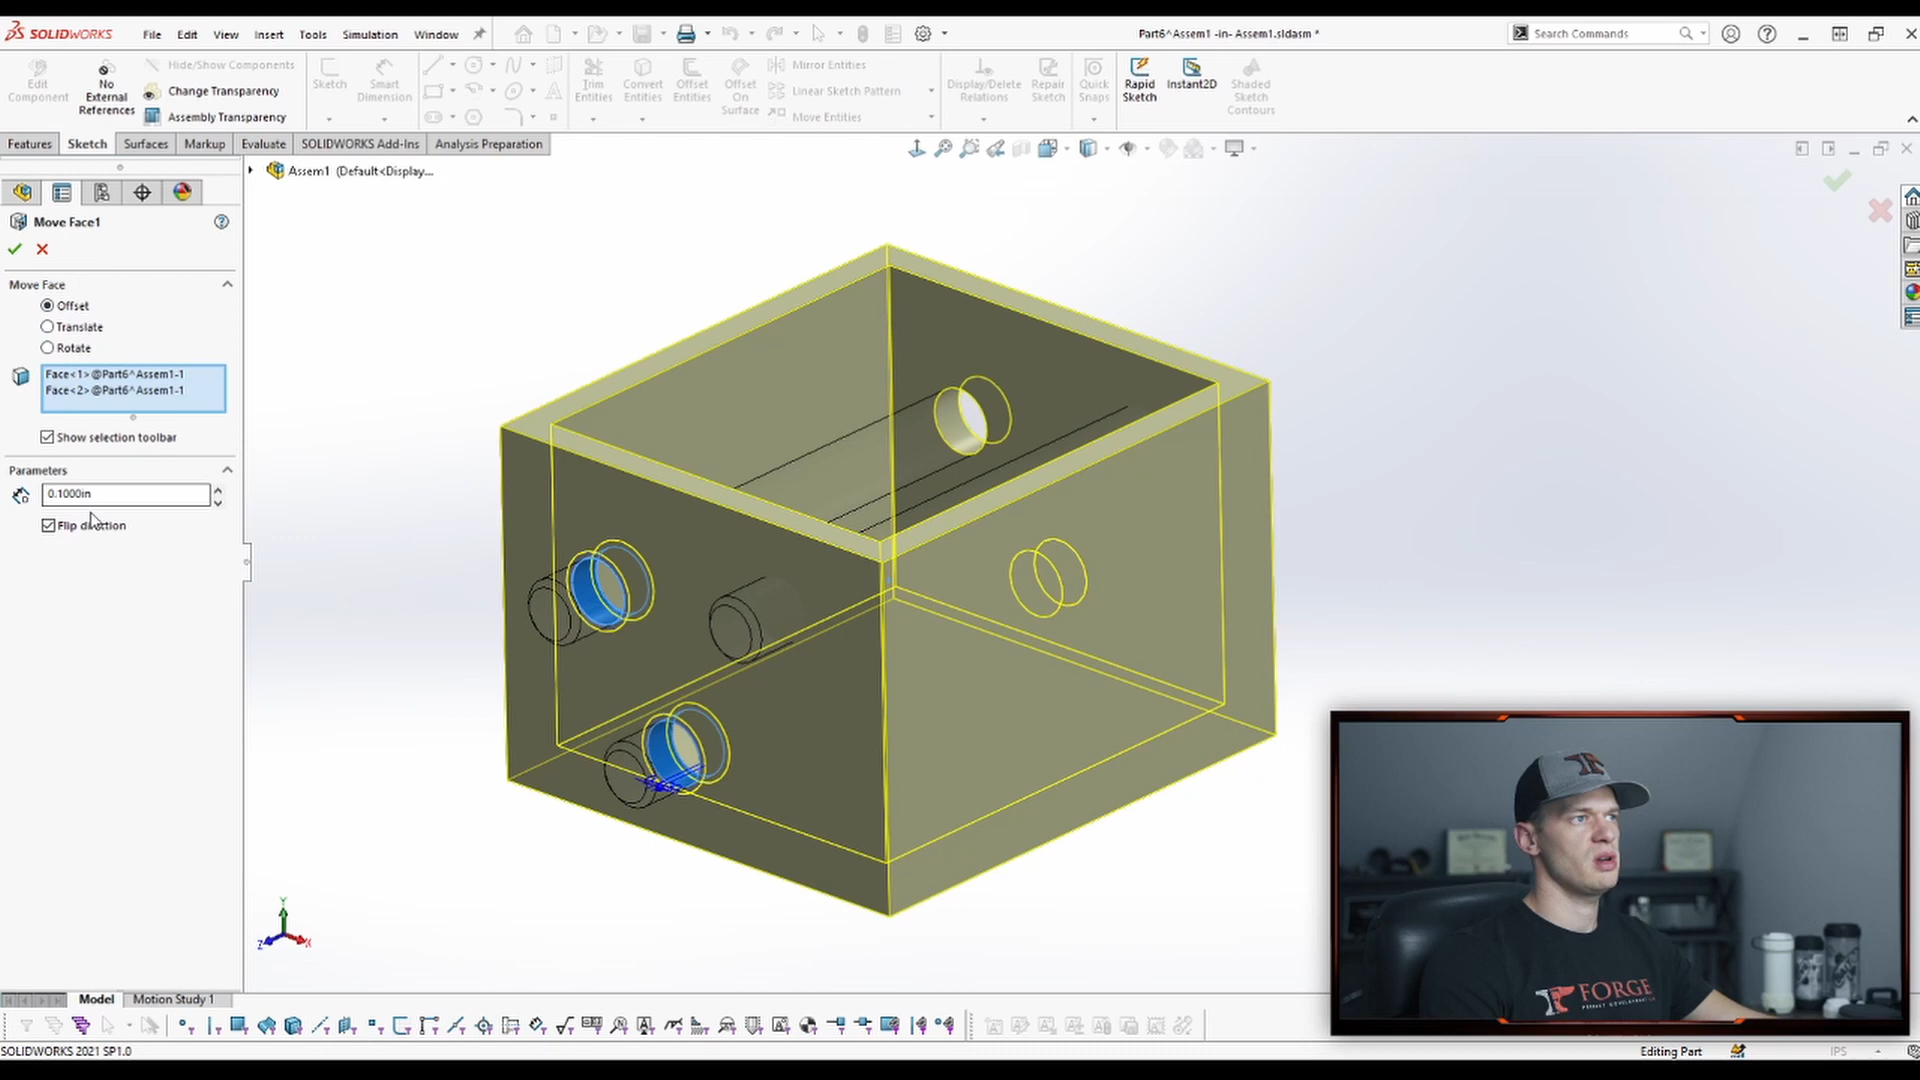 SOLIDWORKS File Edit View Insert Tools Simulation Window
Part6^Assem1 -in- Assem1.sldasm *
Search Commands
Edit Component
No External References
Hide/Show Components
Change Transparency
Assembly Transparency
Sketch
Smart Dimension
Trim Entities
Convert Entities
Offset Entities
Offset On Surface
Mirror Entities
Linear Sketch Pattern
Move Entities
Display/Delete Relations
Repair Sketch
Quick Snaps
Rapid Sketch
Instant2D
Shaded Sketch Contours
Features Sketch Surfaces Markup Evaluate SOLIDWORKS Add-Ins Analysis Preparation
Assem1 (Default<Display...
Move Face1
Move Face
Offset
Translate
Rotate
Face<1>@Part6^Assem1-1
Face<2>@Part6^Assem1-1
Show selection toolbar
Parameters
0.1000in
Flip direction
Y
Z
X
FORGE
Model Motion Study 1
SOLIDWORKS 2021 SP1.0
Editing Part
IPS